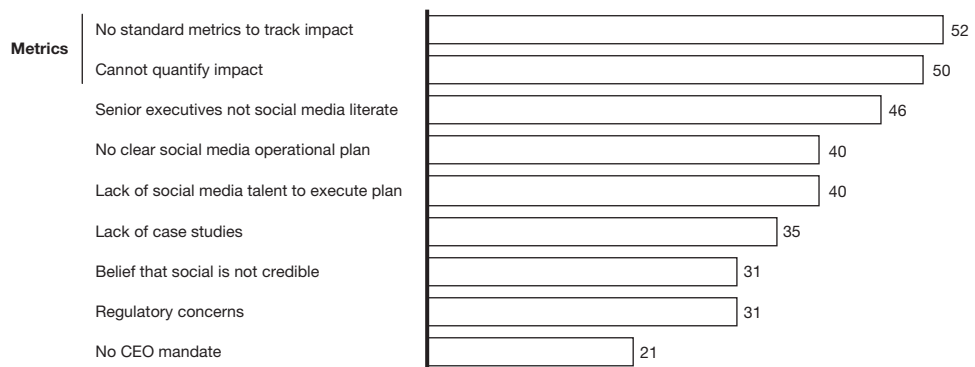 No standard metrics to track impact 52
Metrics
Cannot quantify impact 50
Senior executives not social media literate 46
No clear social media operational plan 40
Lack of social media talent to execute plan 40
Lack of case studies 35
Belief that social is not credible 31
Regulatory concerns 31
No CEO mandate 21